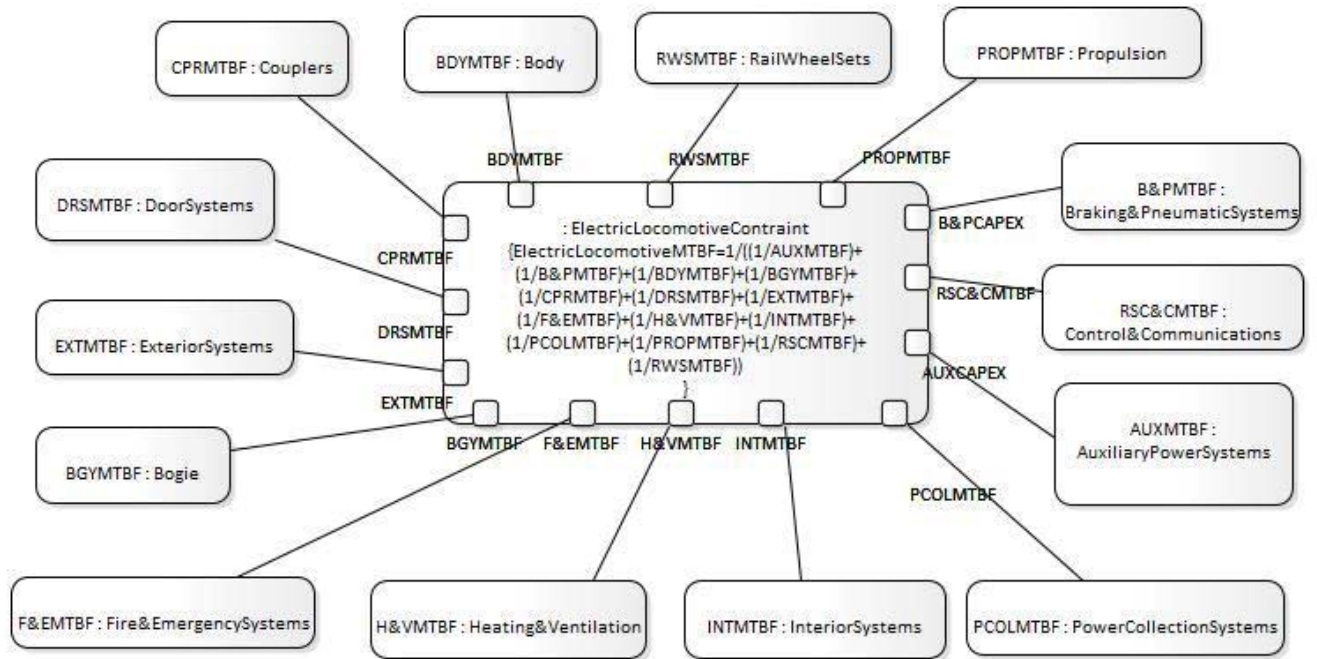 CPRMTBF : Couplers
BDYMTBF : Body
RWSMTBF : RailWheelSets
PROPMTBF : Propulsion
BDYMTBF
RWSMTBF
PROPMTBF
DRSMTBF : DoorSystems
B&PMTBF :
Braking&PneumaticSystems
B&PCAPEX
CPRMTBF
: ElectricLocomotiveContraint
{ElectricLocomotiveMTBF=1/((1/AUXMTBF)+
(1/B&PMTBF)+(1/BDYMTBF)+(1/BGYMTBF)+
(1/CPRMTBF)+(1/DRSMTBF)+(1/EXTMTBF)+
(1/F&EMTBF)+(1/H&VMTBF)+(1/INTMTBF)+
(1/PCOLMTBF)+(1/PROPMTBF)+(1/RSCMTBF)+
(1/RWSMTBF))
}
RSC&CMTBF
RSC&CMTBF :
Control&Communications
DRSMTBF
EXTMTBF : ExteriorSystems
AUXCAPEX
EXTMTBF
AUXMTBF :
AuxiliaryPowerSystems
BGYMTBF
F&EMTBF
H&VMTBF
INTMTBF
BGYMTBF : Bogie
PCOLMTBF
F&EMTBF : Fire&EmergencySystems
H&VMTBF : Heating&Ventilation
INTMTBF : InteriorSystems
PCOLMTBF : PowerCollectionSystems